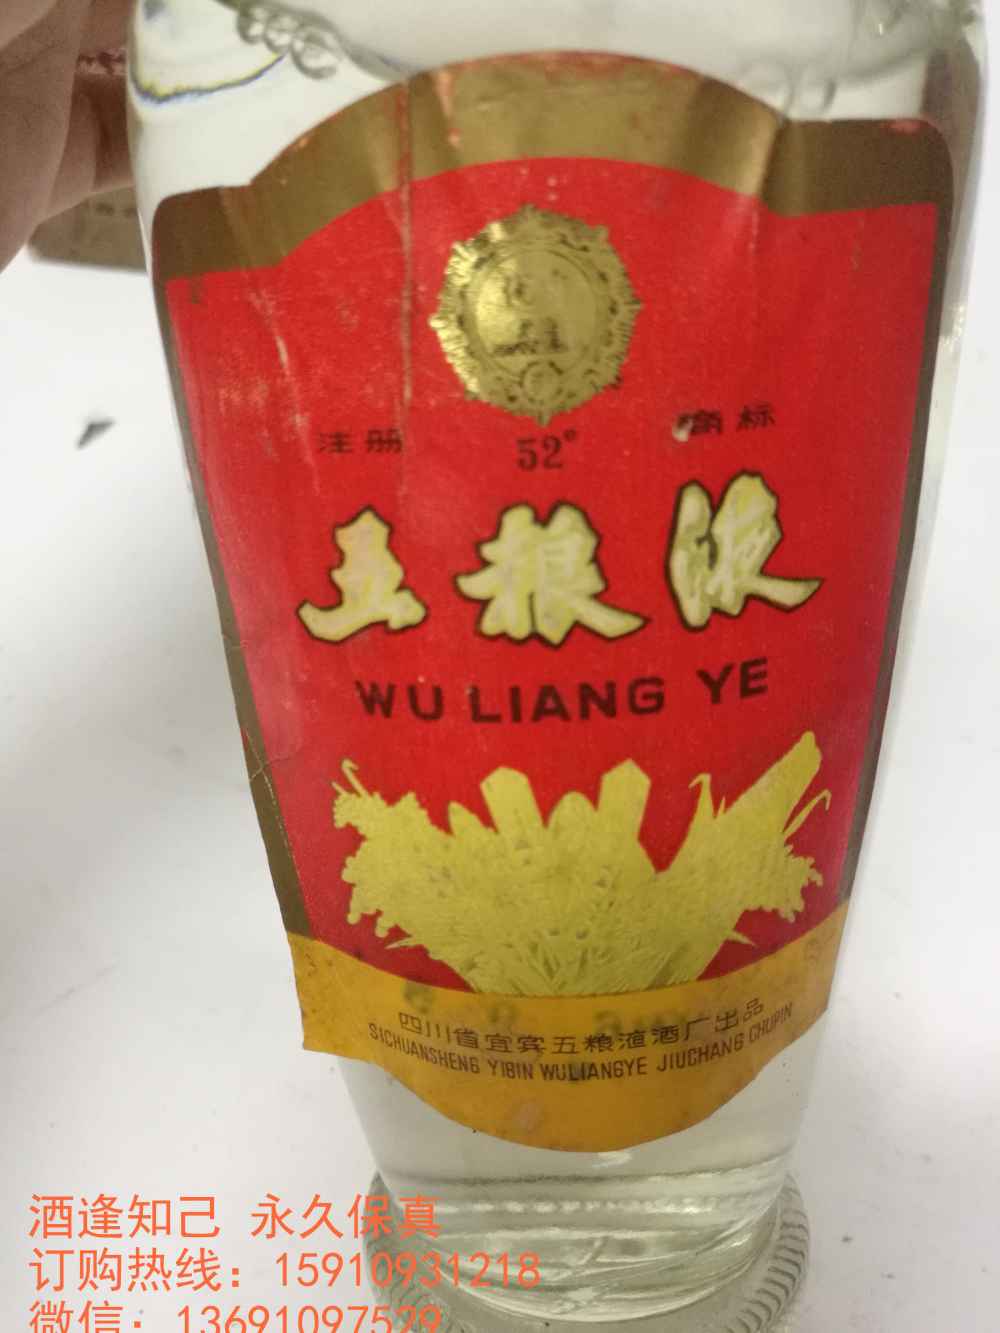 注册 52° 商标
五粮液
WU LIANG YE
四川省宜宾五粮液酒厂出品
SICHUANSHENG YIBIN WULIANGYE JIUCHANG CHUPIN
酒逢知己 永久保真
订购热线：15910931218
微信：13691097529